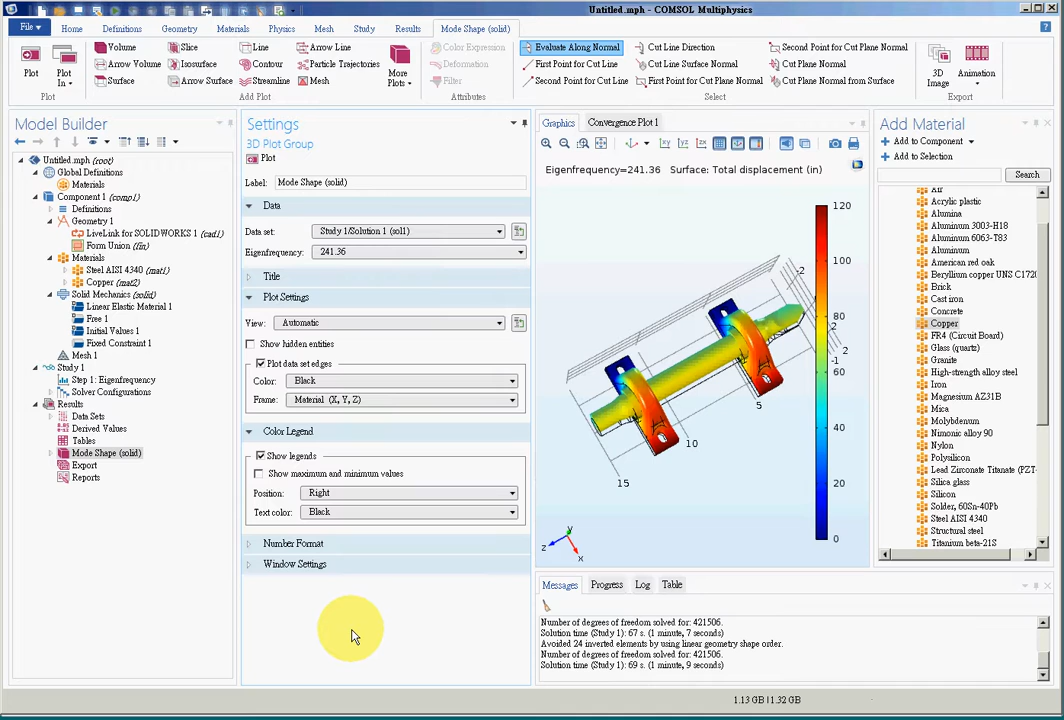 Untitled.mph - COMSOL Multiphysics
File Home Definitions Geometry Materials Physics Mesh Study Results Mode Shape (solid)
Plot
Plot In
Volume Slice Line Arrow Line
Arrow Volume Isosurface Contour Particle Trajectories
Surface Arrow Surface Streamline Mesh
More Plots
Color Expression
Deformation
Filter
Evaluate Along Normal Cut Line Direction Second Point for Cut Plane Normal
First Point for Cut Line Cut Line Surface Normal Cut Plane Normal
Second Point for Cut Line First Point for Cut Plane Normal Cut Plane Normal from Surface
3D Image
Animation
Plot Add Plot Attributes Select Export
Model Builder
Untitled.mph (root)
Global Definitions
Materials
Component 1 (comp1)
Definitions
Geometry 1
LiveLink for SOLIDWORKS 1 (cad1)
Form Union (fin)
Materials
Steel AISI 4340 (mat1)
Copper (mat2)
Solid Mechanics (solid)
Linear Elastic Material 1
Free 1
Initial Values 1
Fixed Constraint 1
Mesh 1
Study 1
Step 1: Eigenfrequency
Solver Configurations
Results
Data Sets
Derived Values
Tables
Mode Shape (solid)
Export
Reports
Settings
3D Plot Group
Plot
Label: Mode Shape (solid)
Data
Data set: Study 1/Solution 1 (sol1)
Eigenfrequency: 241.36
Title
Plot Settings
View: Automatic
Show hidden entities
Plot data set edges
Color: Black
Frame: Material (X, Y, Z)
Color Legend
Show legends
Show maximum and minimum values
Position: Right
Text color: Black
Number Format
Window Settings
Graphics Convergence Plot 1
Eigenfrequency=241.36 Surface: Total displacement (in)
120
100
80
60
40
20
0
-2
2
-1
2
5
10
15
y
z
x
Messages Progress Log Table
Number of degrees of freedom solved for: 421506.
Solution time (Study 1): 67 s. (1 minute, 7 seconds)
Avoided 24 inverted elements by using linear geometry shape order.
Number of degrees of freedom solved for: 421506.
Solution time (Study 1): 69 s. (1 minute, 9 seconds)
Add Material
Add to Component
Add to Selection
Search
Air
Acrylic plastic
Alumina
Aluminum 3003-H18
Aluminum 6063-T83
Aluminum
American red oak
Beryllium copper UNS C1720
Brick
Cast iron
Concrete
Copper
FR4 (Circuit Board)
Glass (quartz)
Granite
High-strength alloy steel
Iron
Magnesium AZ31B
Mica
Molybdenum
Nimonic alloy 90
Nylon
Polysilicon
Lead Zirconate Titanate (PZT-
Silica glass
Silicon
Solder, 60Sn-40Pb
Steel AISI 4340
Structural steel
Titanium beta-21S
1.13 GB | 1.32 GB